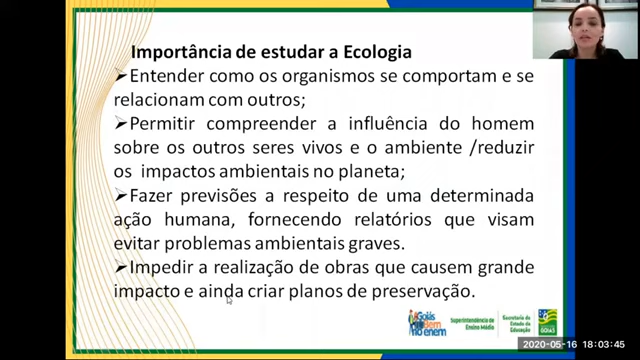 Importância de estudar a Ecologia
➢Entender como os organismos se comportam e se
relacionam com outros;
➢Permitir compreender a influência do homem
sobre os outros seres vivos e o ambiente /reduzir
os impactos ambientais no planeta;
➢Fazer previsões a respeito de uma determinada
ação humana, fornecendo relatórios que visam
evitar problemas ambientais graves.
➢Impedir a realização de obras que causem grande
impacto e ainda criar planos de preservação.
Goiás
bem
no enem
Superintendência do
Ensino Médio
Secretaria de
Estado da
Educação
GOIÁS
2020-05-16 18:03:45